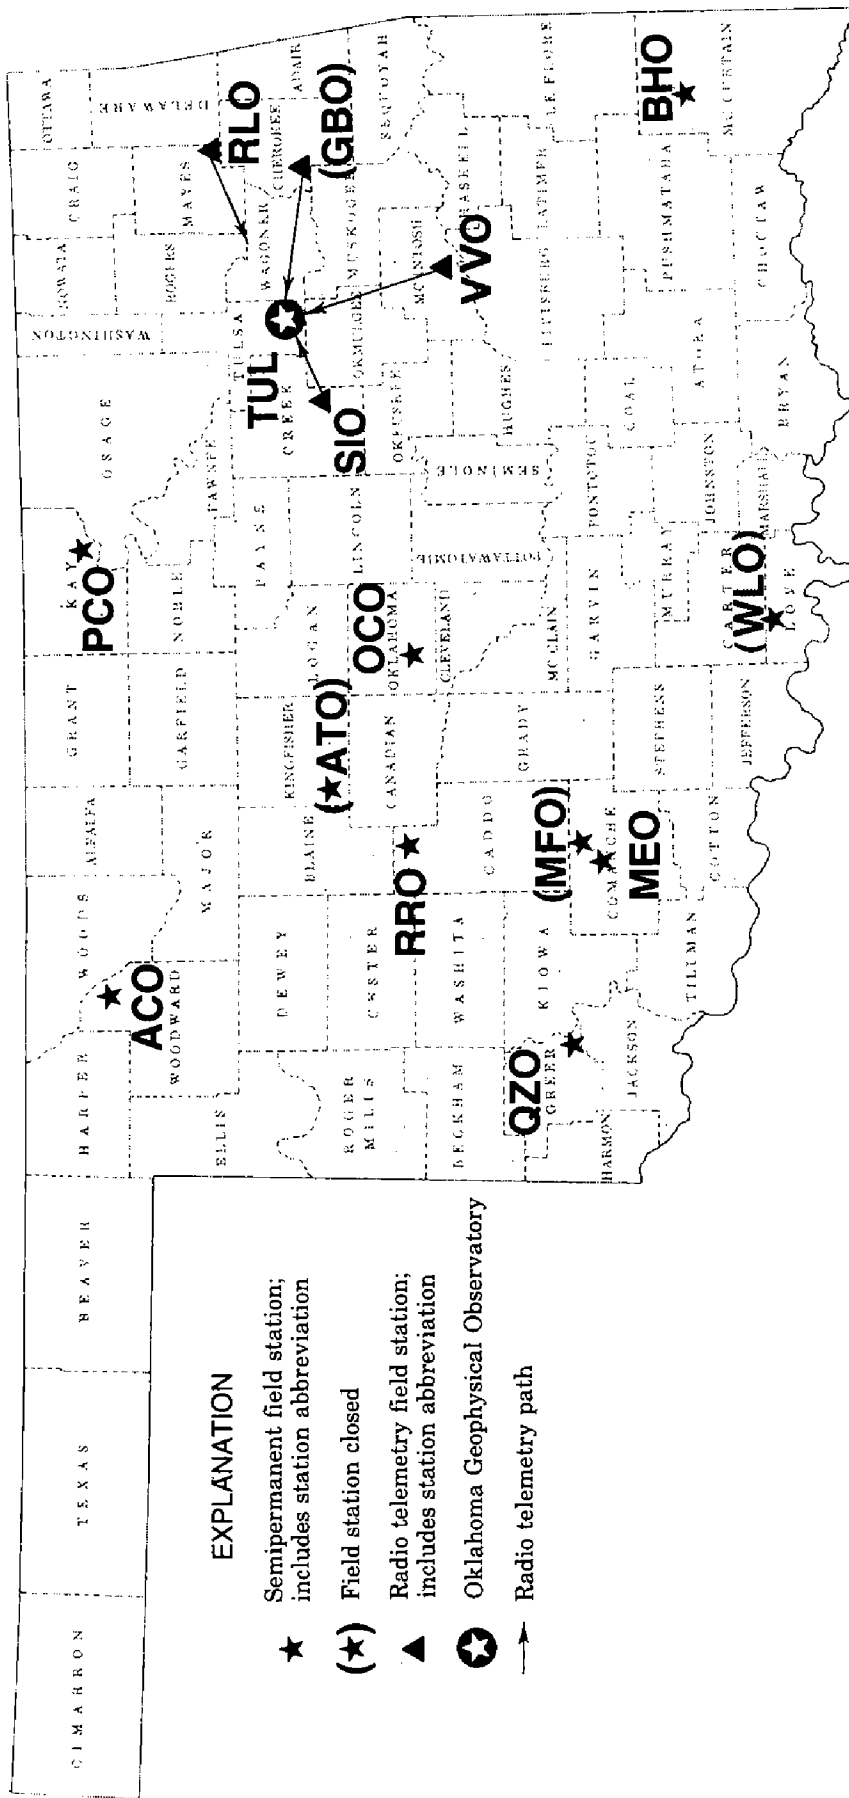 CIMARRON
TEXAS
BEAVER
HARPER
WOODS
ALFALFA
GRANT
KAY
OSAGE
WASHINGTON
NOWATA
CRAIG
OTTAWA
ELLIS
WOODWARD
MAJOR
GARFIELD
NOBLE
PAWNEE
ROGERS
MAYES
DELAWARE
ROGER
MILLS
DEWEY
BLAINE
KINGFISHER
LOGAN
PAYNE
CREEK
TULSA
WAGONER
CHEROKEE
ADAIR
CUSTER
CANADIAN
OKLAHOMA
LINCOLN
OKFUSKEE
OKMULGEE
MUSKOGEE
SEQUOYAH
BECKHAM
WASHITA
CADDO
GRADY
CLEVELAND
MC CLAIN
POTTAWATOMIE
SEMINOLE
HUGHES
MCINTOSH
HASKELL
HARMON
GREER
KIOWA
COMANCHE
GARVIN
PONTOTOC
PITTSBERG
LATIMER
LE FLORE
JACKSON
TILLMAN
COTTON
STEPHENS
MURRAY
JOHNSTON
COAL
ATOKA
PUSHMATAHA
MC CURTAIN
JEFFERSON
CARTER
LOVE
MARSHALL
BRYAN
CHOCTAW
ACO
PCO
TUL
RLO
(GBO)
SIO
VVO
(★ATO)
OCO
RRO
QZO
(MFO)
MEO
(WLO)
BHO
EXPLANATION
★ Semipermanent field station;
includes station abbreviation
(★) Field station closed
▲ Radio telemetry field station;
includes station abbreviation
Oklahoma Geophysical Observatory
→ Radio telemetry path